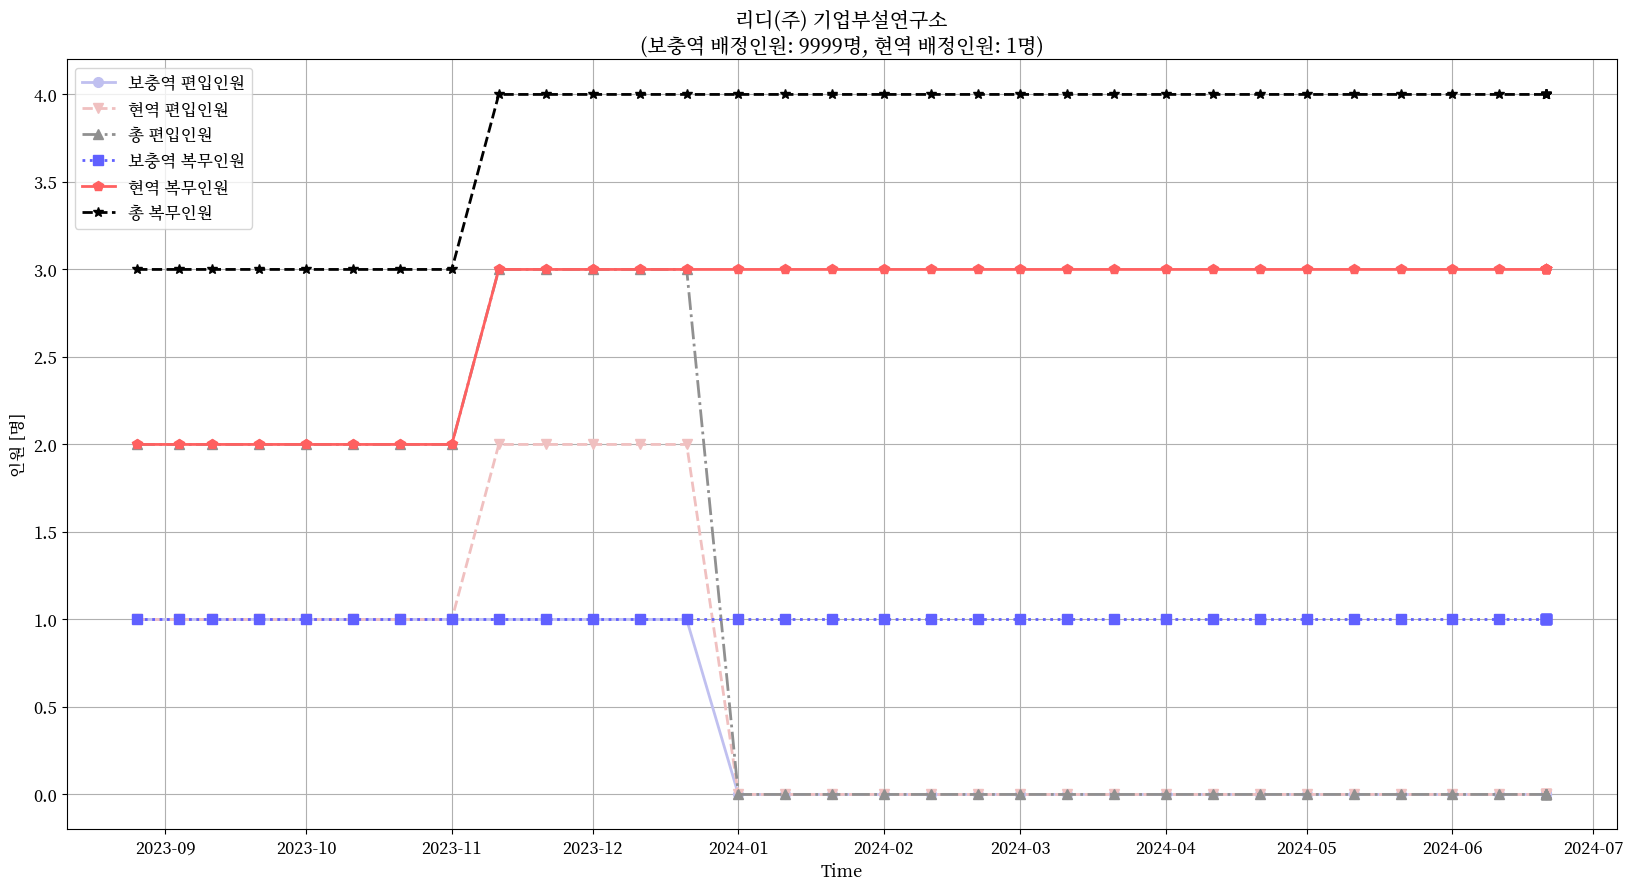 리디(주) 기업부설연구소
(보충역 배정인원: 9999명, 현역 배정인원: 1명)
보충역 편입인원
현역 편입인원
총 편입인원
보충역 복무인원
현역 복무인원
총 복무인원
4.0
3.5
3.0
2.5
2.0
1.5
1.0
0.5
0.0
인원 [명]
2023-09 2023-10 2023-11 2023-12 2024-01 2024-02 2024-03 2024-04 2024-05 2024-06 2024-07
Time